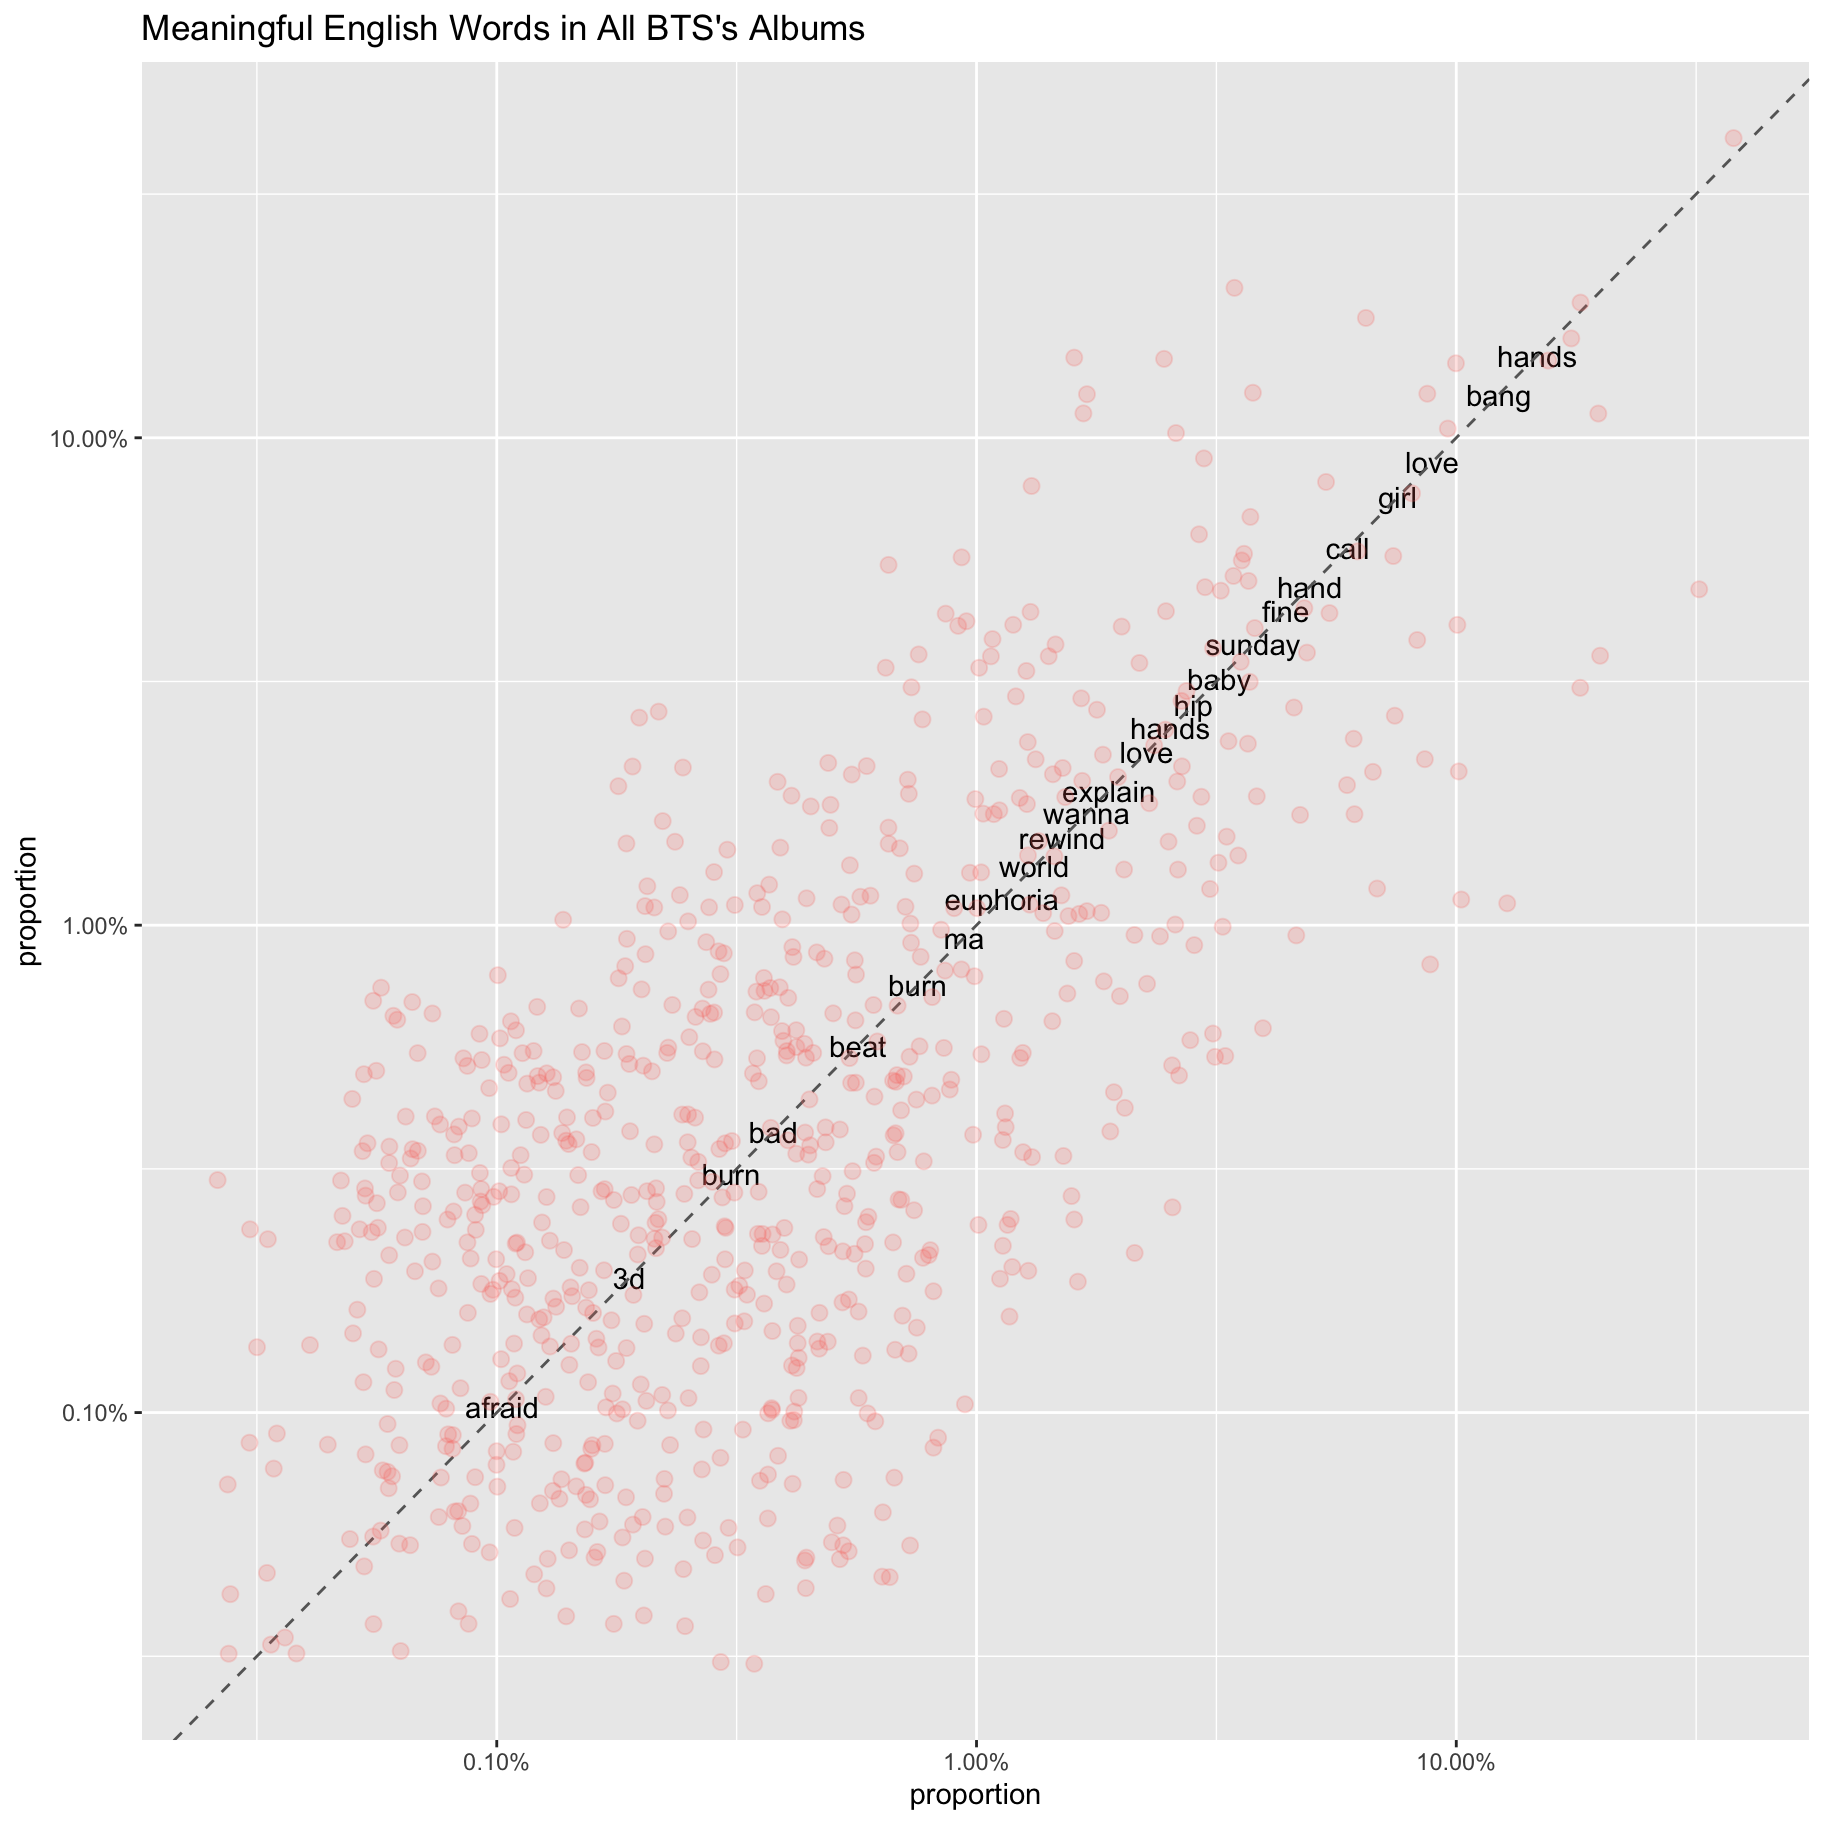 Meaningful English Words in All BTS's Albums
hands
bang
10.00%
love
girl
call
hand
fine
sunday
baby
hip
hands
love
explain
wanna
rewind
world
euphoria
1.00%
ma
proportion
burn
beat
bad
burn
3d
afraid
0.10%
0.10% 1.00% 10.00%
proportion